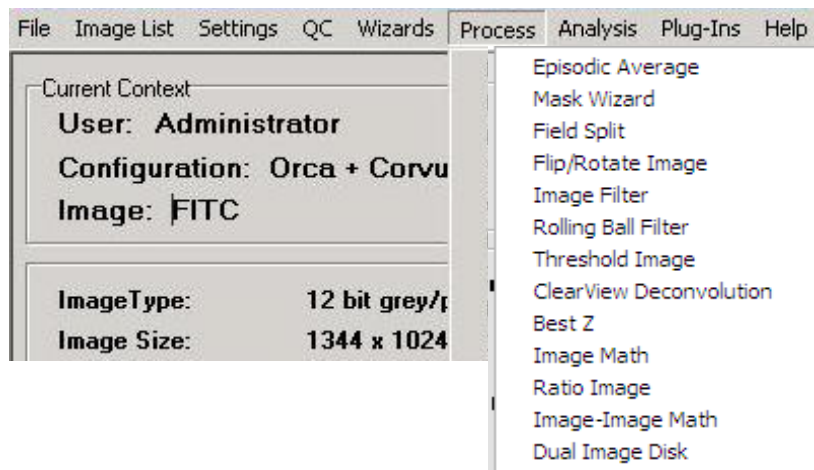 File Image List Settings QC Wizards Process Analysis Plug-Ins Help
Current Context
User: Administrator
Configuration: Orca + Corvu
Image: FITC
ImageType: 12 bit grey/p
Image Size: 1344 x 1024
Episodic Average
Mask Wizard
Field Split
Flip/Rotate Image
Image Filter
Rolling Ball Filter
Threshold Image
ClearView Deconvolution
Best Z
Image Math
Ratio Image
Image-Image Math
Dual Image Disk